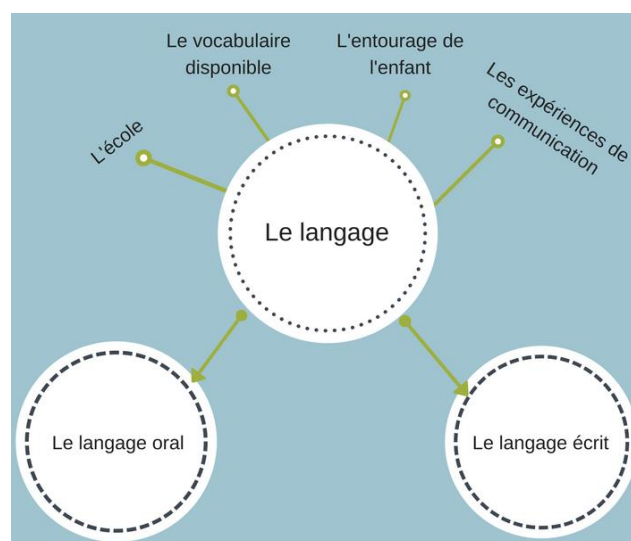 Le vocabulaire
disponible
L'entourage de
l'enfant
Les expériences de
communication
L'école
Le langage
Le langage oral
Le langage écrit